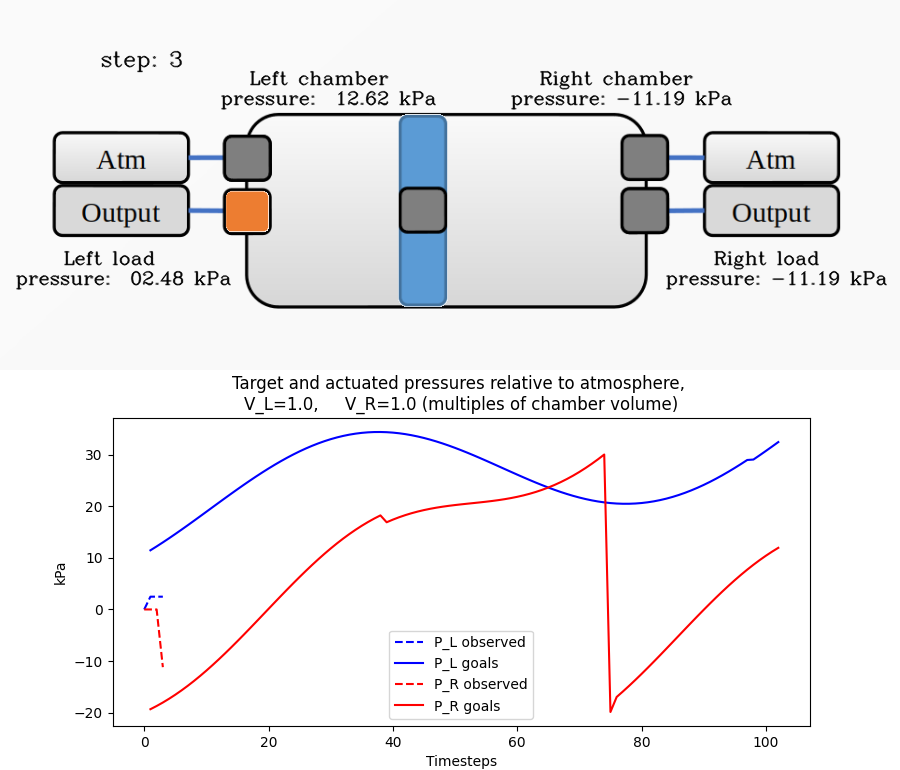 step: 3
Left chamber
pressure: 12.62 kPa
Right chamber
pressure: −11.19 kPa
Atm
Output
Atm
Output
Left load
pressure: 02.48 kPa
Right load
pressure: −11.19 kPa
Target and actuated pressures relative to atmosphere,
V_L=1.0, V_R=1.0 (multiples of chamber volume)
kPa
30
20
10
0
−10
−20
P_L observed
P_L goals
P_R observed
P_R goals
0 20 40 60 80 100
Timesteps